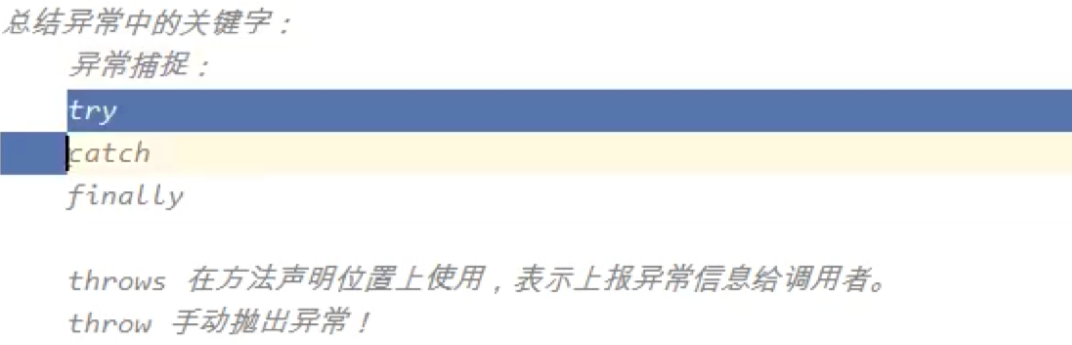 总结异常中的关键字：
异常捕捉：
try
catch
finally
throws 在方法声明位置上使用，表示上报异常信息给调用者。
throw 手动抛出异常！